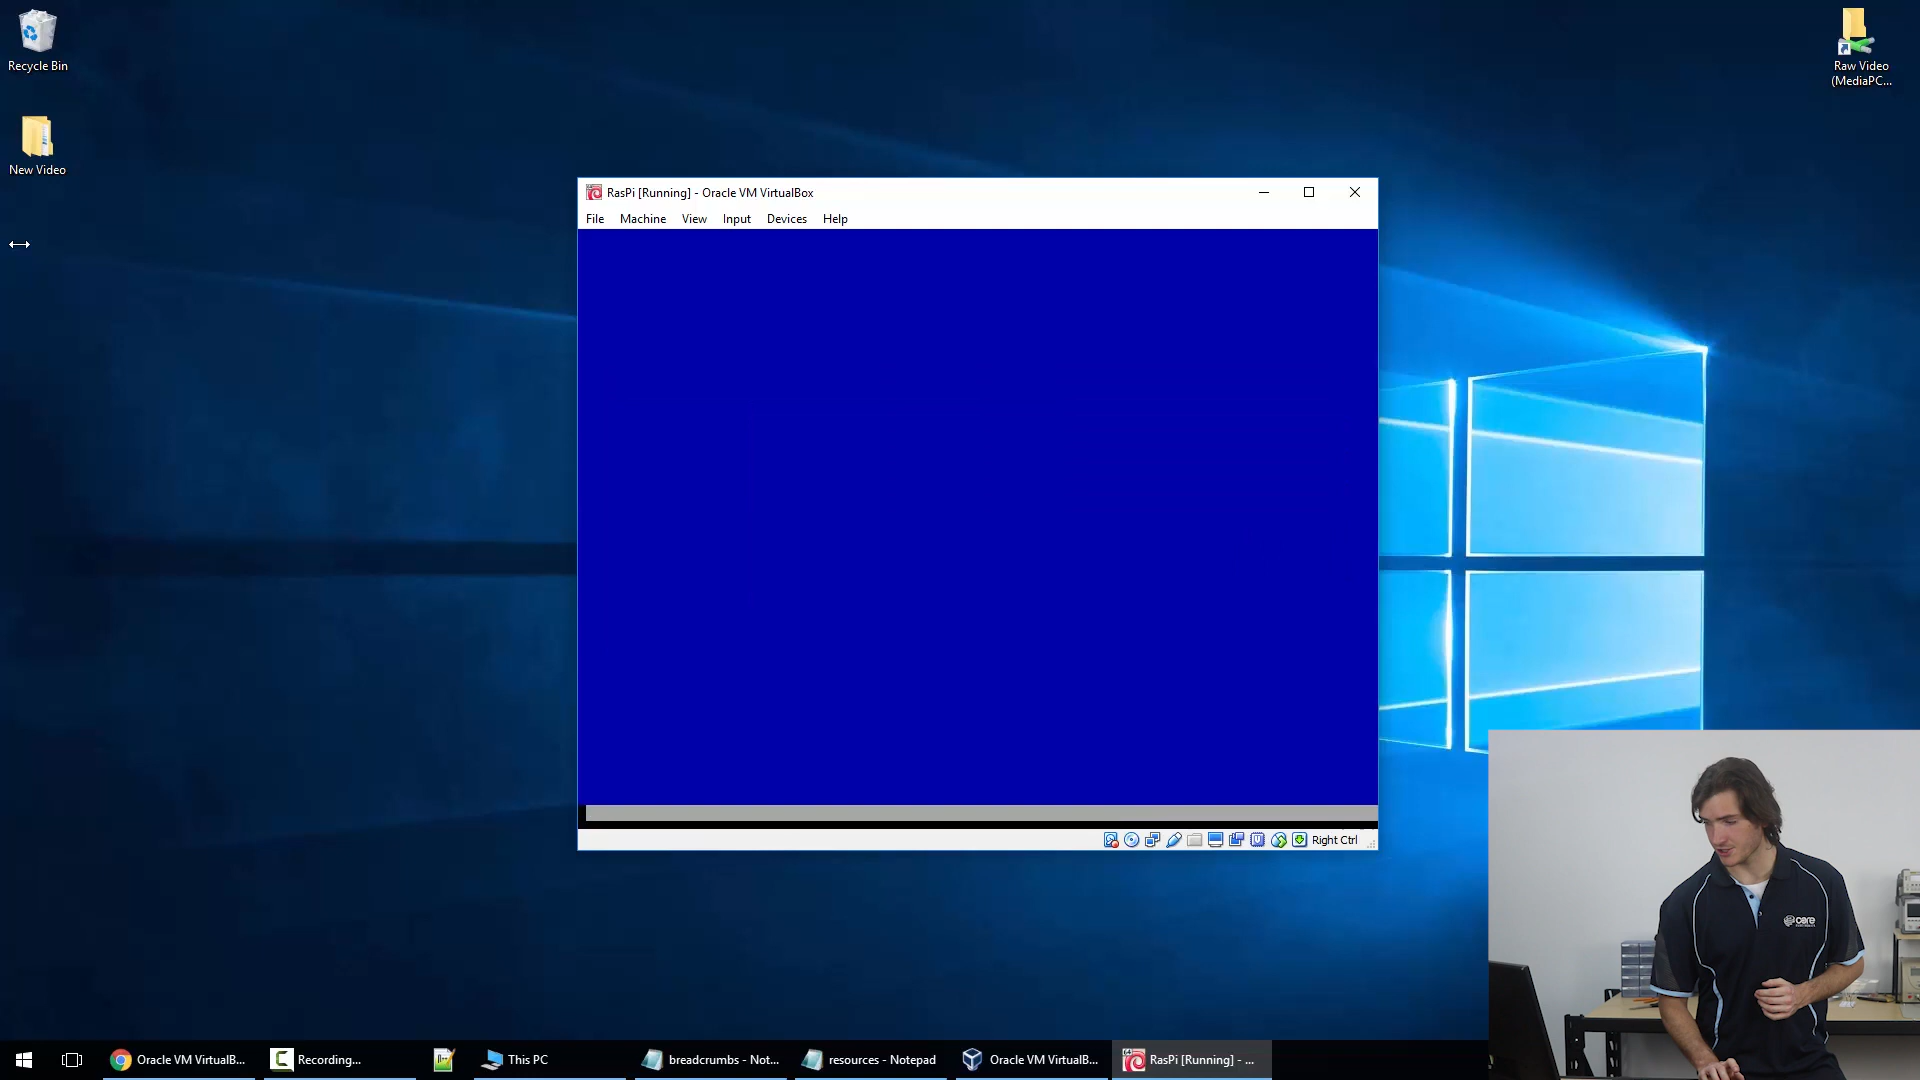 Recycle Bin
Raw Video
(MediaPC...
New Video
RasPi [Running] - Oracle VM VirtualBox
File Machine View Input Devices Help
Right Ctrl
core
Oracle VM VirtualB...
Recording...
This PC
breadcrumbs - Not...
resources - Notepad
Oracle VM VirtualB...
RasPi [Running] - ...